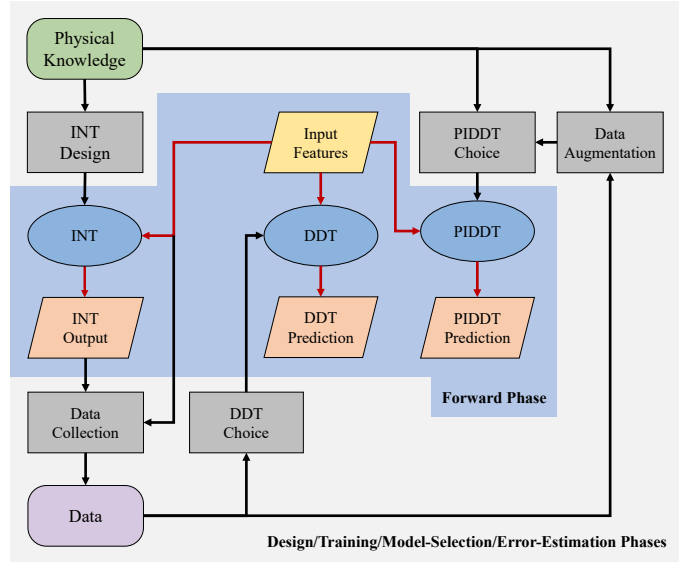 Physical
Knowledge
INT
Design
Input
Features
PIDDT
Choice
Data
Augmentation
INT
DDT
PIDDT
INT
Output
DDT
Prediction
PIDDT
Prediction
Forward Phase
Data
Collection
DDT
Choice
Data
Design/Training/Model-Selection/Error-Estimation Phases